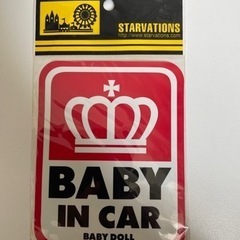 STARVATIONS
http://www.starvations.com
BABY
IN CAR
BABY DOLL